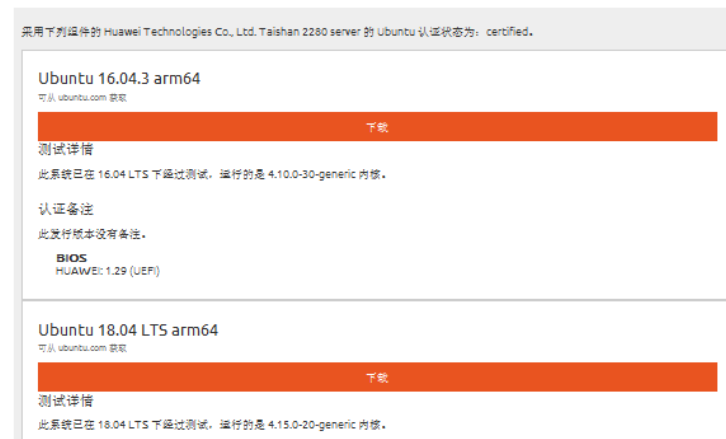 采用下列组件的 Huawei Technologies Co., Ltd. Taishan 2280 server 的 Ubuntu 认证状态为：certified。
Ubuntu 16.04.3 arm64
可从 ubuntu.com 获取
下载
测试详情
此系统已在 16.04 LTS 下经过测试，运行的是 4.10.0-30-generic 内核。
认证备注
此发行版本没有备注。
BIOS
HUAWEI: 1.29 (UEFI)
Ubuntu 18.04 LTS arm64
可从 ubuntu.com 获取
下载
测试详情
此系统已在 18.04 LTS 下经过测试，运行的是 4.15.0-20-generic 内核。